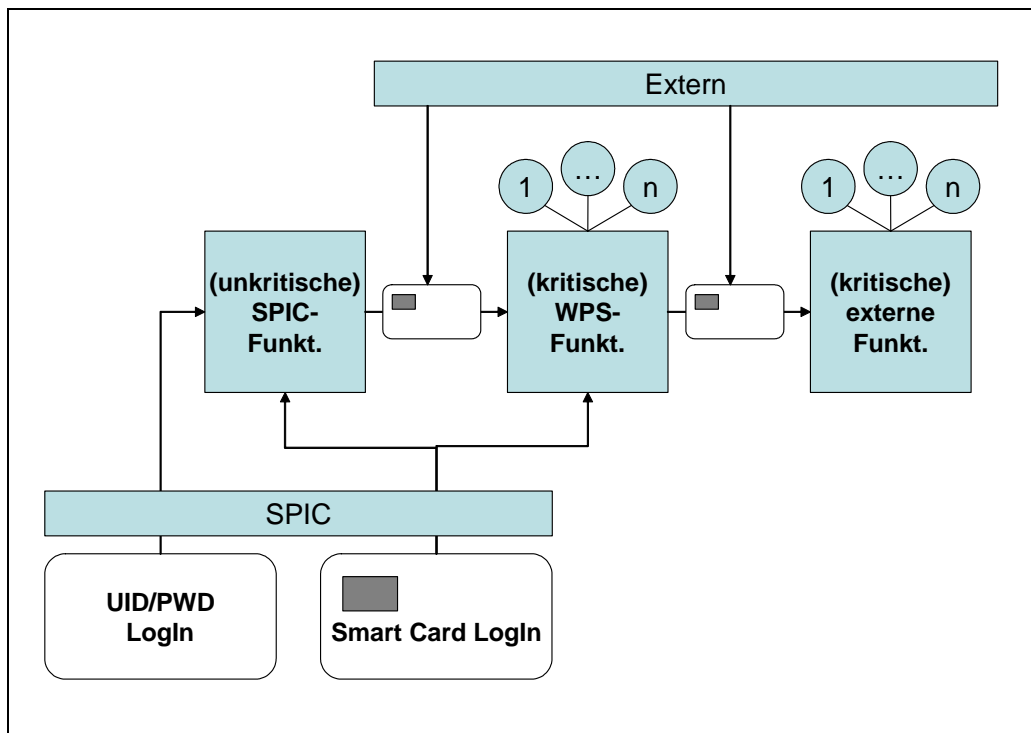 Extern
1
…
n
1
…
n
(unkritische)
SPIC-
Funkt.
(kritische)
WPS-
Funkt.
(kritische)
externe
Funkt.
SPIC
UID/PWD
LogIn
Smart Card LogIn